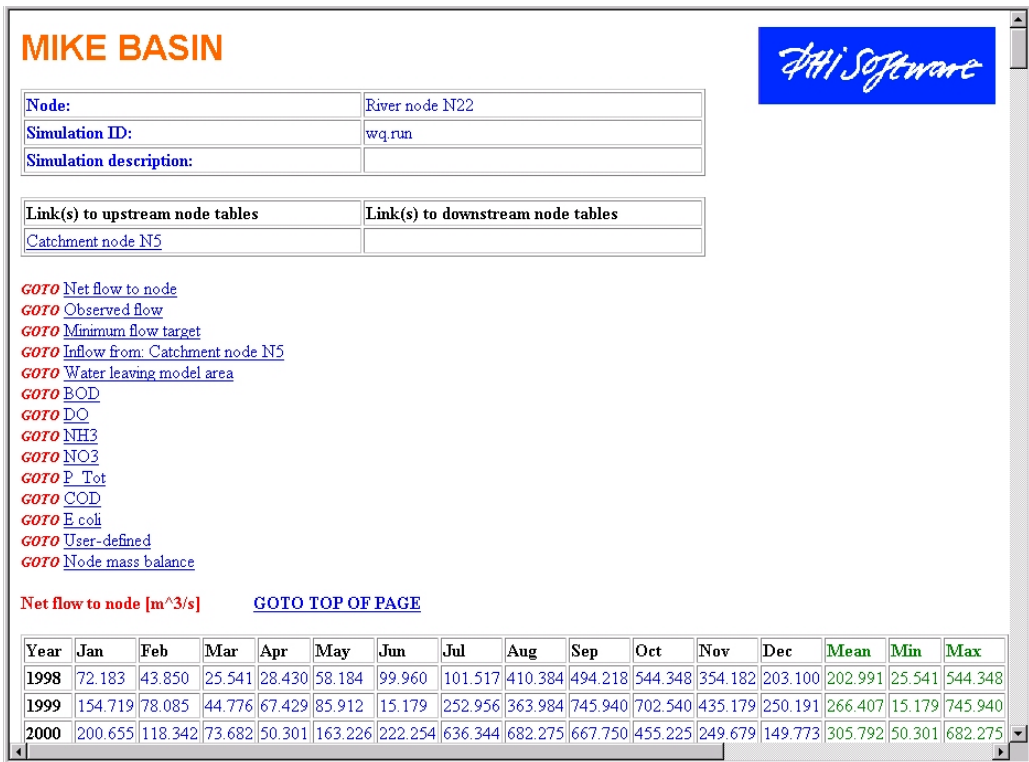 MIKE BASIN
DHI Software
Node: River node N22
Simulation ID: wq.run
Simulation description:
Link(s) to upstream node tables Link(s) to downstream node tables
Catchment node N5
GOTO Net flow to node
GOTO Observed flow
GOTO Minimum flow target
GOTO Inflow from: Catchment node N5
GOTO Water leaving model area
GOTO BOD
GOTO DO
GOTO NH3
GOTO NO3
GOTO P_Tot
GOTO COD
GOTO E coli
GOTO User-defined
GOTO Node mass balance
Net flow to node [m^3/s] GOTO TOP OF PAGE
Year Jan Feb Mar Apr May Jun Jul Aug Sep Oct Nov Dec Mean Min Max
1998 72.183 43.850 25.541 28.430 58.184 99.960 101.517 410.384 494.218 544.348 354.182 203.100 202.991 25.541 544.348
1999 154.719 78.085 44.776 67.429 85.912 15.179 252.956 363.984 745.940 702.540 435.179 250.191 266.407 15.179 745.940
2000 200.655 118.342 73.682 50.301 163.226 222.254 636.344 682.275 667.750 455.225 249.679 149.773 305.792 50.301 682.275